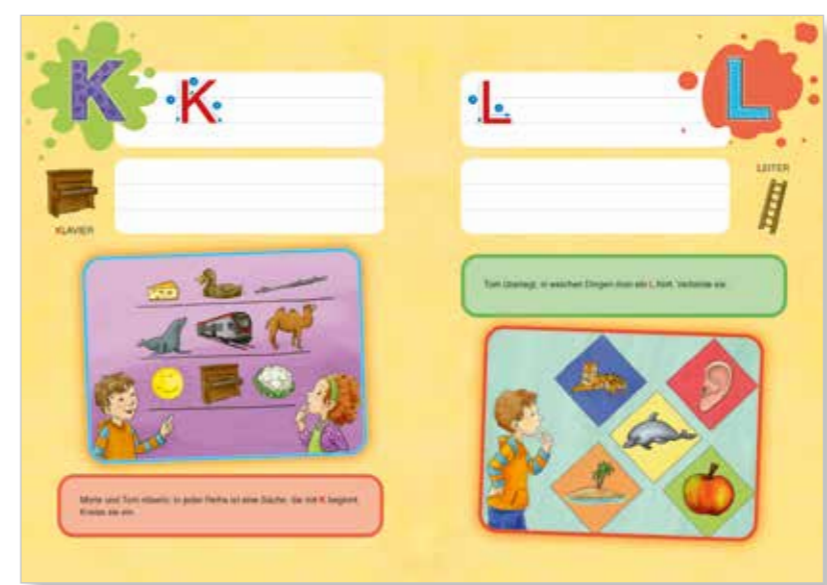 K
K
KLAVIER
und Tom rätseln: In jeder Reihe ist eine Sache, die mit K beginnt.
Kreise sie ein.
L
L
LEITER
Tom überlegt, in welchen Dingen man ein L hört. Verbinde sie.